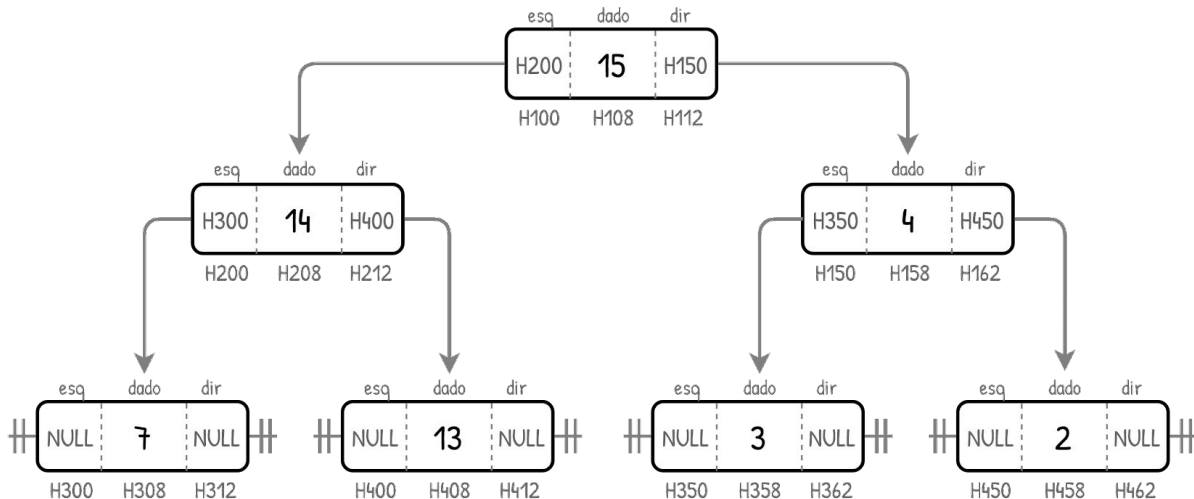 esq dado dir
H200 15 H150
H100 H108 H112
esq dado dir esq dado dir
H300 14 H400 H350 4 H450
H200 H208 H212 H150 H158 H162
esq dado dir esq dado dir esq dado dir esq dado dir
NULL 7 NULL NULL 13 NULL NULL 3 NULL NULL 2 NULL
H300 H308 H312 H400 H408 H412 H350 H358 H362 H450 H458 H462